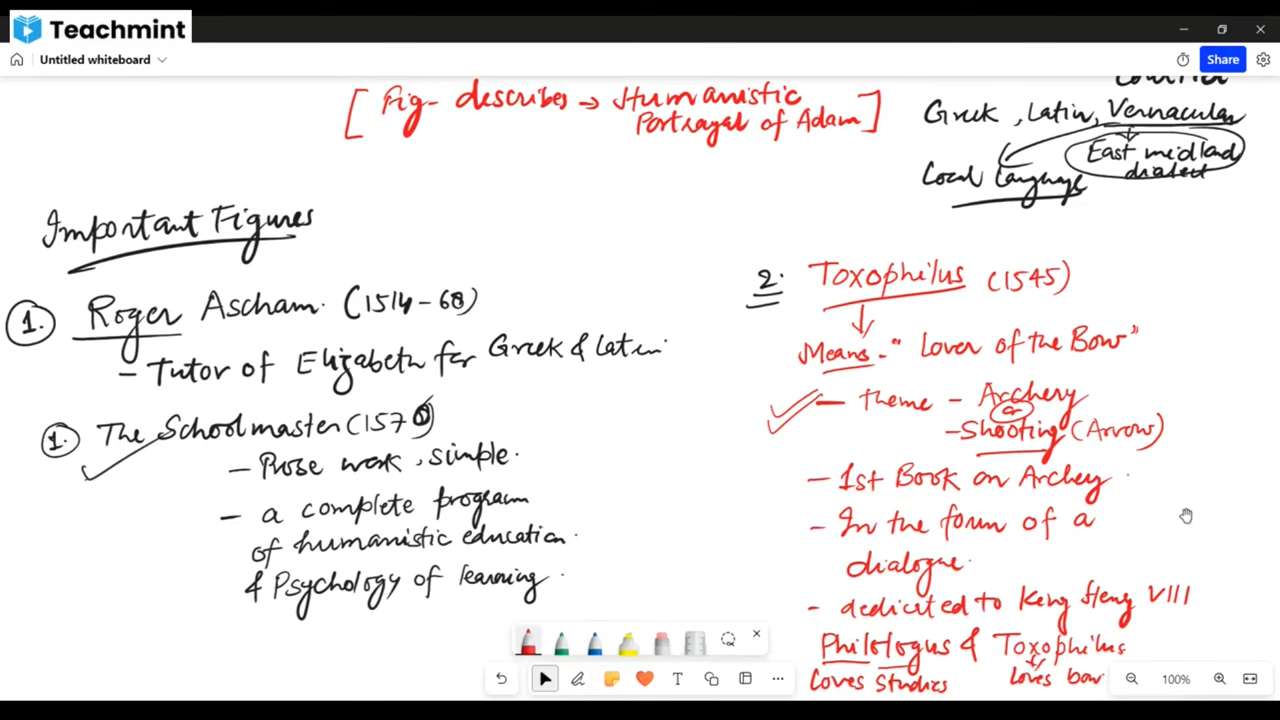 Teachmint
Untitled whiteboard
Share
[ Fig- describes → Humanistic
Portrayal of Adam ]
Greek, Latin, Vernacular
East midland
dialect
Local Language
Important Figures
1. Roger Ascham. (1514-68)
- Tutor of Elizabeth for Greek & Latin
1. The Schoolmaster (1570)
- Prose work, simple.
- a complete program
of humanistic education.
& Psychology of learning.
2. Toxophilus (1545)
Means - "Lover of the Bow"
- theme - Archery
or
- Shooting (Arrow)
- 1st Book on Archey.
- In the form of a
dialogue.
- dedicated to King Heny VIII
Philologus & Toxophilus
Loves Studies
loves bow
100%